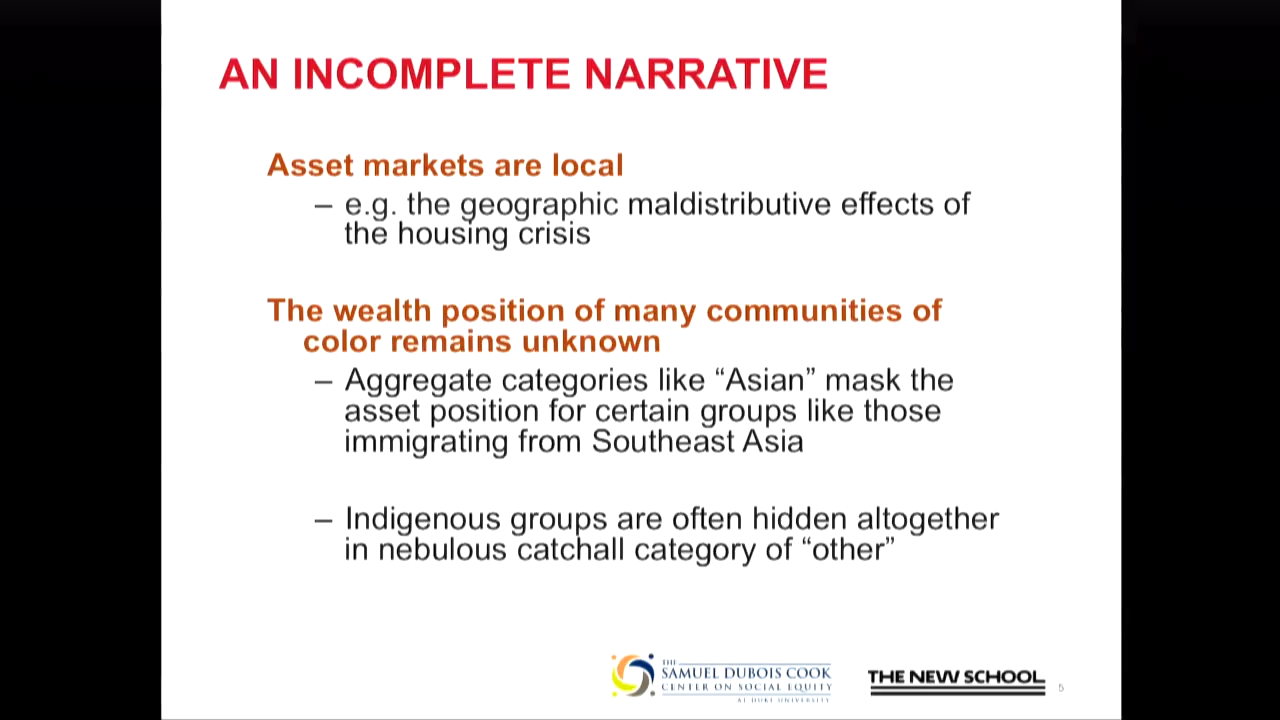 AN INCOMPLETE NARRATIVE
Asset markets are local
– e.g. the geographic maldistributive effects of
the housing crisis
The wealth position of many communities of
color remains unknown
– Aggregate categories like “Asian” mask the
asset position for certain groups like those
immigrating from Southeast Asia
– Indigenous groups are often hidden altogether
in nebulous catchall category of “other”
THE
SAMUEL DUBOIS COOK
CENTER ON SOCIAL EQUITY
AT DUKE UNIVERSITY
THE NEW SCHOOL
5